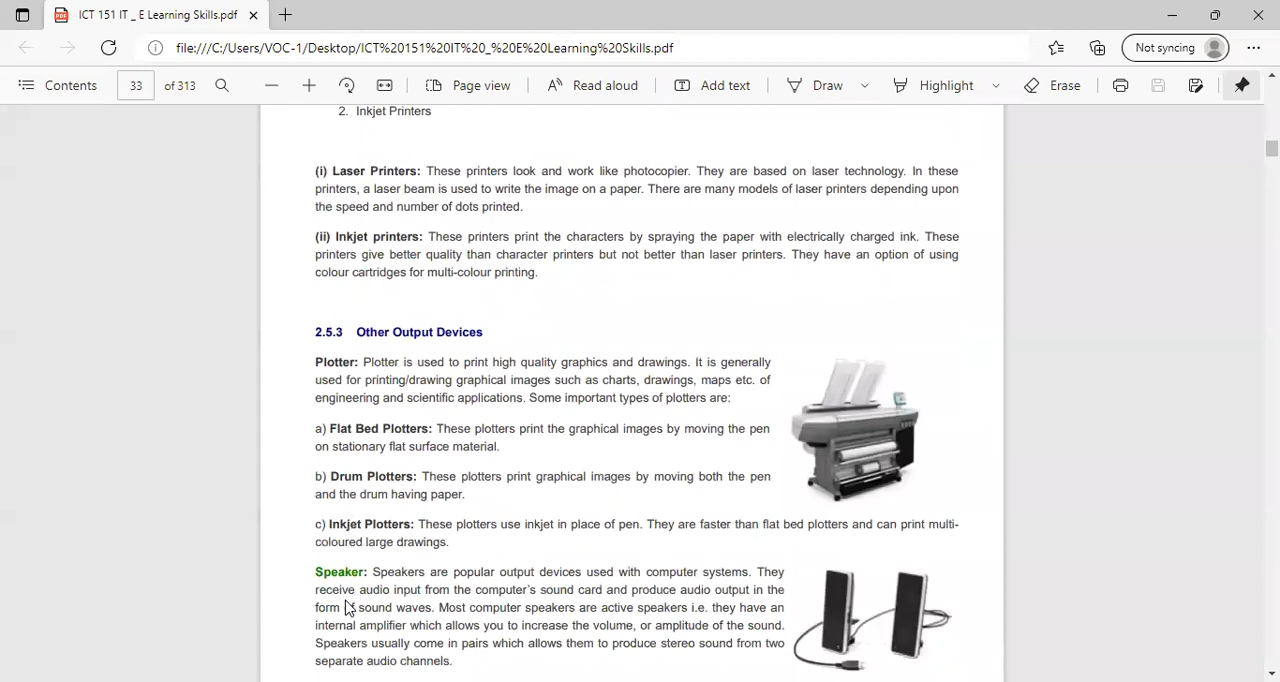 ICT 151 IT _ E Learning Skills.pdf
file:///C:/Users/VOC-1/Desktop/ICT%20151%20IT%20_%20E%20Learning%20Skills.pdf
Not syncing
Contents 33 of 313 Page view Read aloud Add text Draw Highlight Erase
2. Inkjet Printers
(i) Laser Printers: These printers look and work like photocopier. They are based on laser technology. In these
printers, a laser beam is used to write the image on a paper. There are many models of laser printers depending upon
the speed and number of dots printed.
(ii) Inkjet printers: These printers print the characters by spraying the paper with electrically charged ink. These
printers give better quality than character printers but not better than laser printers. They have an option of using
colour cartridges for multi-colour printing.
2.5.3 Other Output Devices
Plotter: Plotter is used to print high quality graphics and drawings. It is generally
used for printing/drawing graphical images such as charts, drawings, maps etc. of
engineering and scientific applications. Some important types of plotters are:
a) Flat Bed Plotters: These plotters print the graphical images by moving the pen
on stationary flat surface material.
b) Drum Plotters: These plotters print graphical images by moving both the pen
and the drum having paper.
c) Inkjet Plotters: These plotters use inkjet in place of pen. They are faster than flat bed plotters and can print multi-
coloured large drawings.
Speaker: Speakers are popular output devices used with computer systems. They
receive audio input from the computer's sound card and produce audio output in the
form of sound waves. Most computer speakers are active speakers i.e. they have an
internal amplifier which allows you to increase the volume, or amplitude of the sound.
Speakers usually come in pairs which allows them to produce stereo sound from two
separate audio channels.